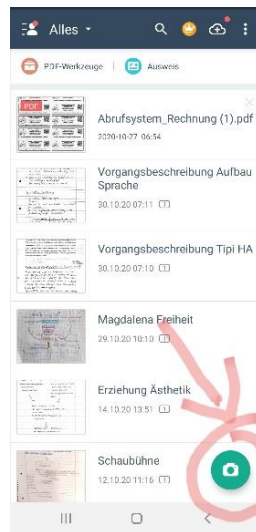 Alles
PDF-Werkzeuge
Ausweis
PDF
Abrufsystem_Rechnung (1).pdf
2020-10-27 06:54
Vorgangsbeschreibung Aufbau
Sprache
30.10.20 07:11
Vorgangsbeschreibung Tipi HA
30.10.20 07:10
Magdalena Freiheit
29.10.20 10:10
Erziehung Ästhetik
14.10.20 13:51
Schaubühne
12.10.20 11:16